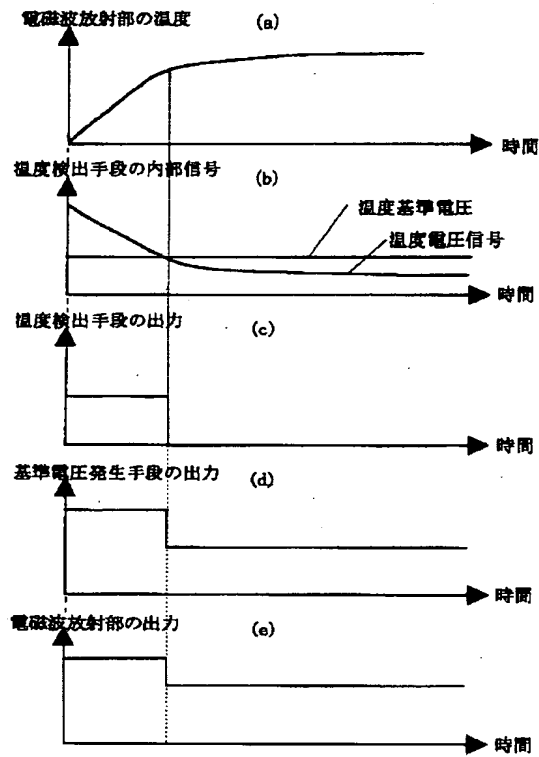 電磁波放射部の温度
(a)
時間
温度検出手段の内部信号
(b)
温度基準電圧
温度電圧信号
時間
温度検出手段の出力
(c)
時間
基準電圧発生手段の出力
(d)
時間
電磁波放射部の出力
(e)
時間